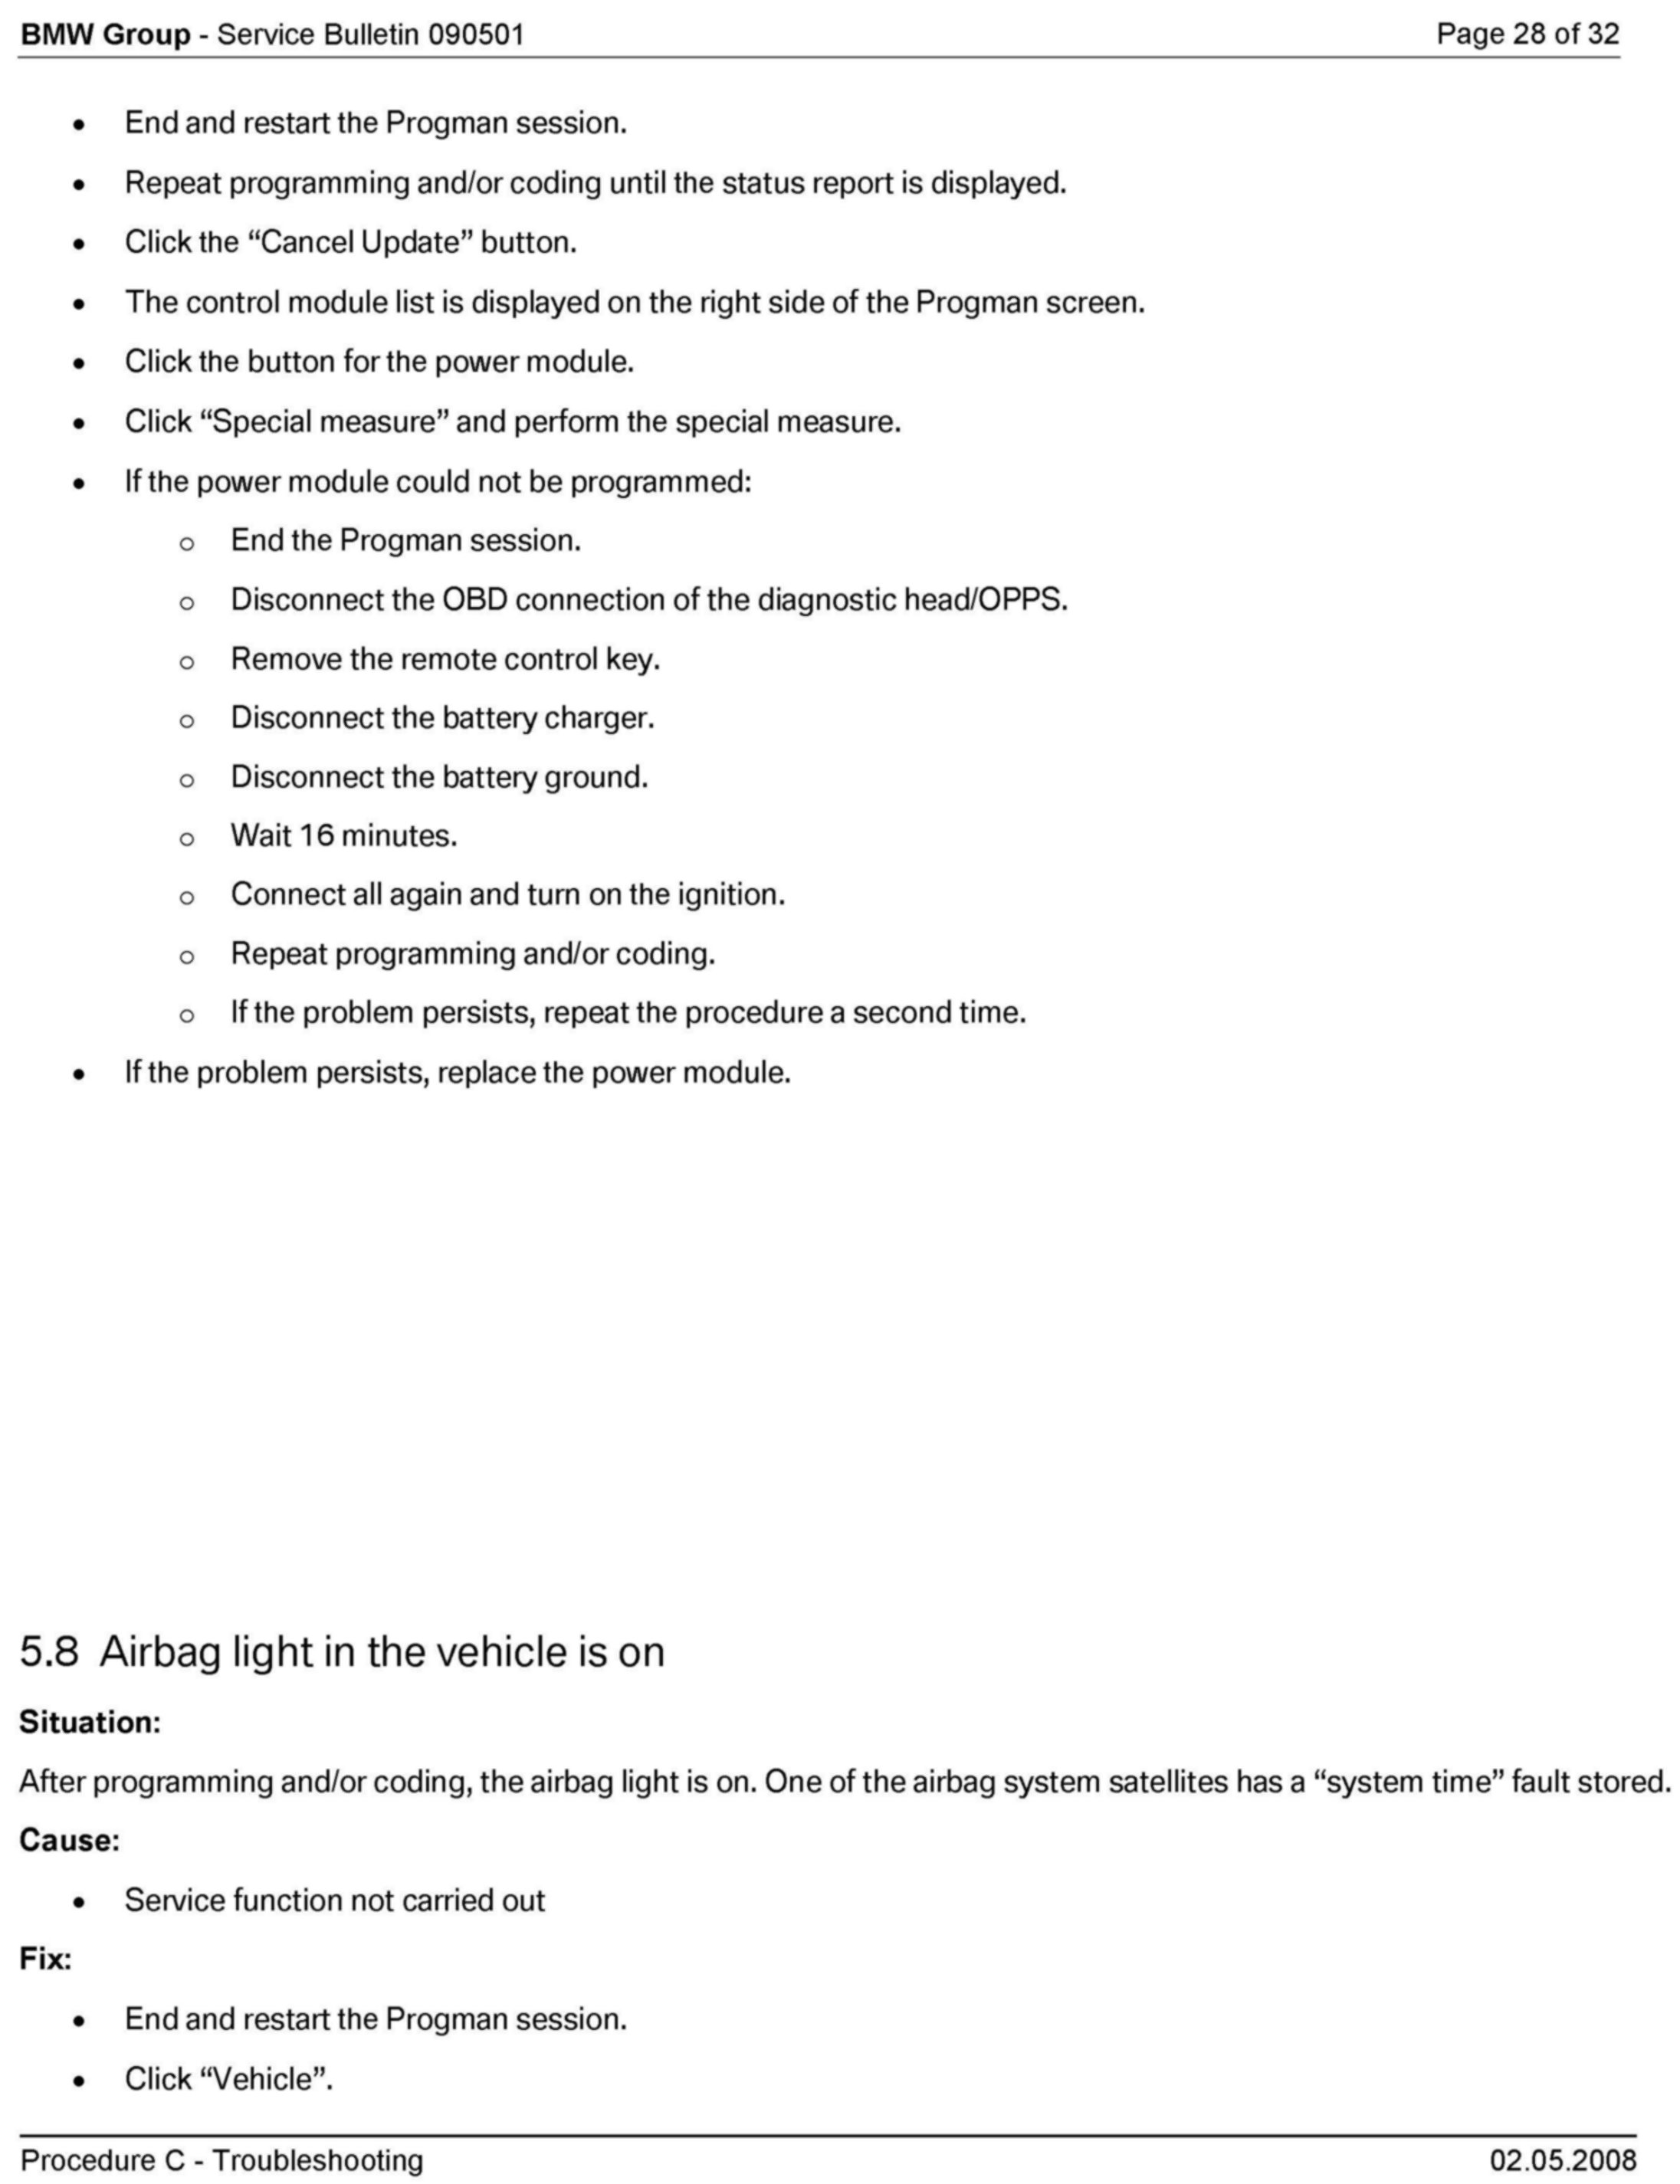 BMW Group - Service Bulletin 090501 Page 28 of 32
• End and restart the Progman session.
• Repeat programming and/or coding until the status report is displayed.
• Click the “Cancel Update” button.
• The control module list is displayed on the right side of the Progman screen.
• Click the button for the power module.
• Click “Special measure” and perform the special measure.
• If the power module could not be programmed:
o End the Progman session.
o Disconnect the OBD connection of the diagnostic head/OPPS.
o Remove the remote control key.
o Disconnect the battery charger.
o Disconnect the battery ground.
o Wait 16 minutes.
o Connect all again and turn on the ignition.
o Repeat programming and/or coding.
o If the problem persists, repeat the procedure a second time.
• If the problem persists, replace the power module.
5.8 Airbag light in the vehicle is on
Situation:
After programming and/or coding, the airbag light is on. One of the airbag system satellites has a “system time” fault stored.
Cause:
• Service function not carried out
Fix:
• End and restart the Progman session.
• Click “Vehicle”.
Procedure C - Troubleshooting 02.05.2008